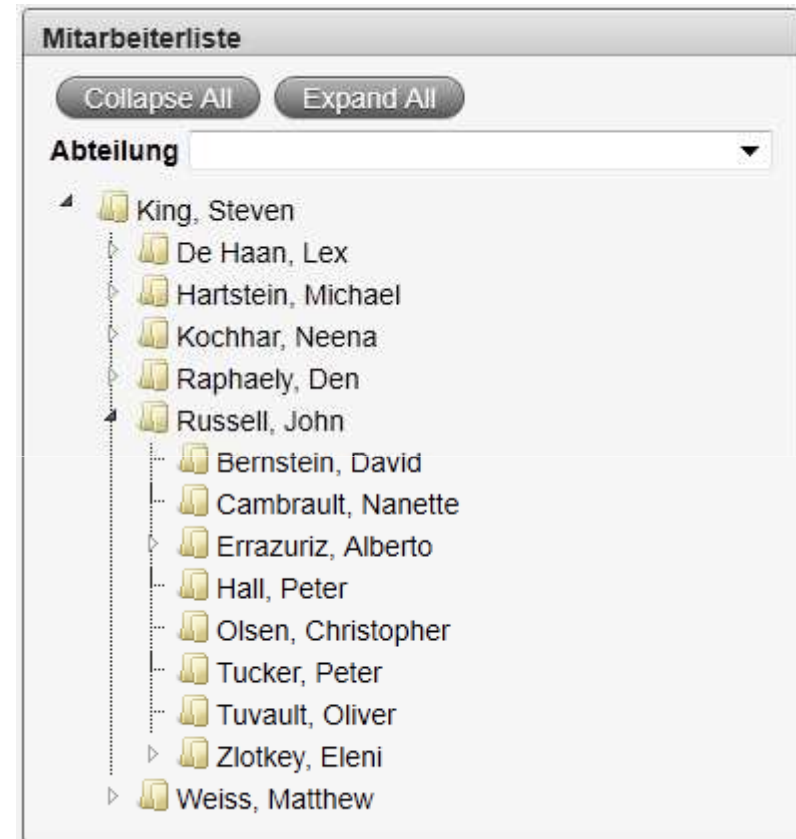 Mitarbeiterliste
Collapse All Expand All
Abteilung
King, Steven
De Haan, Lex
Hartstein, Michael
Kochhar, Neena
Raphaely, Den
Russell, John
Bernstein, David
Cambrault, Nanette
Errazuriz, Alberto
Hall, Peter
Olsen, Christopher
Tucker, Peter
Tuvault, Oliver
Zlotkey, Eleni
Weiss, Matthew